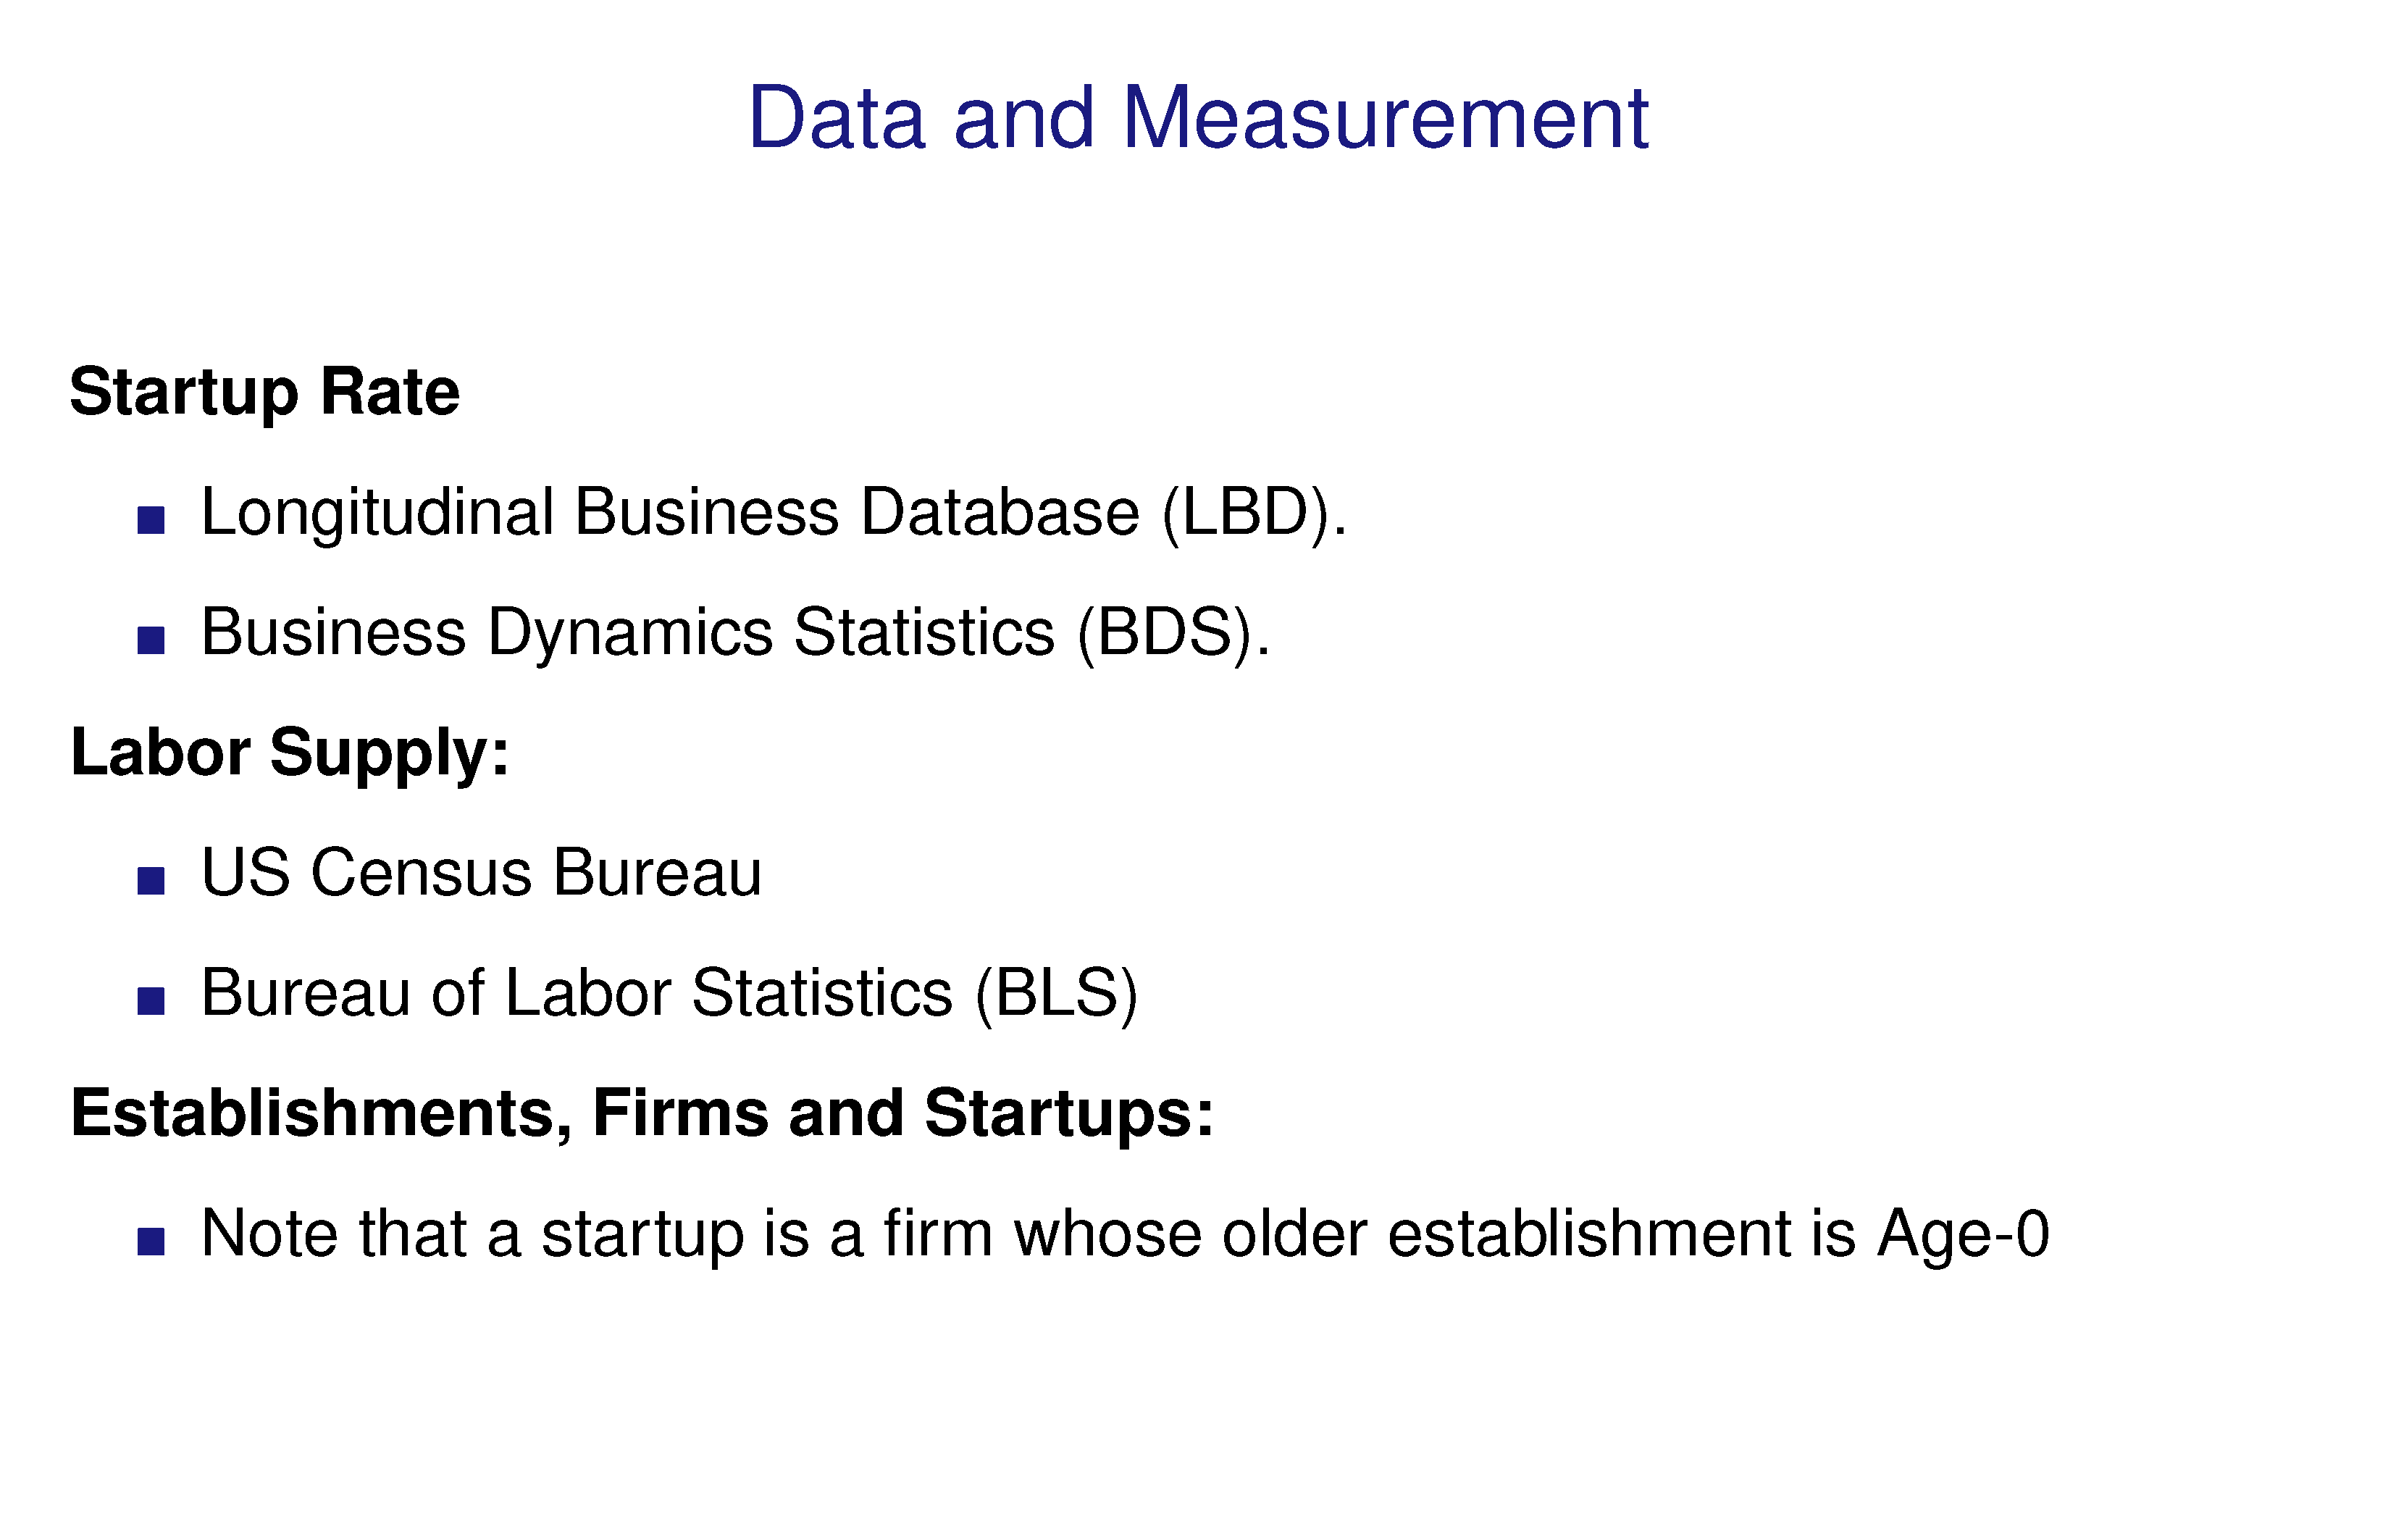 Data and Measurement
Startup Rate
Longitudinal Business Database (LBD).
Business Dynamics Statistics (BDS).
Labor Supply:
US Census Bureau
Bureau of Labor Statistics (BLS)
Establishments, Firms and Startups:
Note that a startup is a firm whose older establishment is Age-0